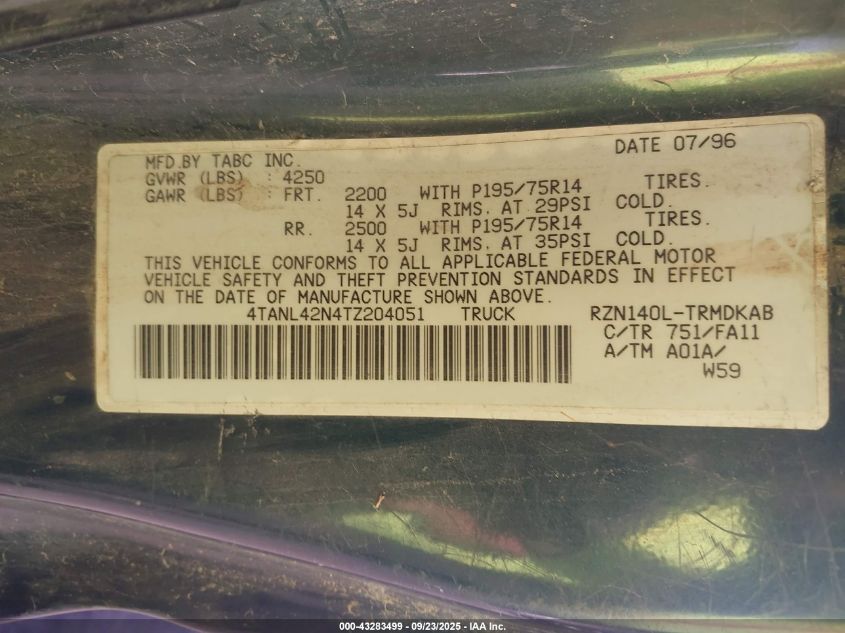 DATE 07/96
MFD.BY TABC INC.
GVWR (LBS) : 4250
GAWR (LBS) : FRT. 2200 WITH P195/75R14 TIRES.
14 X 5J RIMS. AT 29PSI COLD.
RR. 2500 WITH P195/75R14 TIRES.
14 X 5J RIMS. AT 35PSI COLD.
THIS VEHICLE CONFORMS TO ALL APPLICABLE FEDERAL MOTOR
VEHICLE SAFETY AND THEFT PREVENTION STANDARDS IN EFFECT
ON THE DATE OF MANUFACTURE SHOWN ABOVE.
4TANL42N4TZ204051 TRUCK RZN140L-TRMDKAB
C/TR 751/FA11
A/TM A01A/
W59
000-43283499 - 09/23/2025 - IAA Inc.